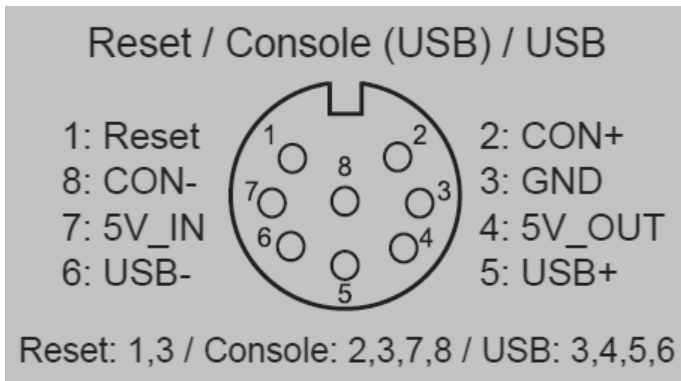 Reset / Console (USB) / USB
1: Reset
8: CON-
7: 5V_IN
6: USB-
1
2
8
7
3
6
4
5
2: CON+
3: GND
4: 5V_OUT
5: USB+
Reset: 1,3 / Console: 2,3,7,8 / USB: 3,4,5,6